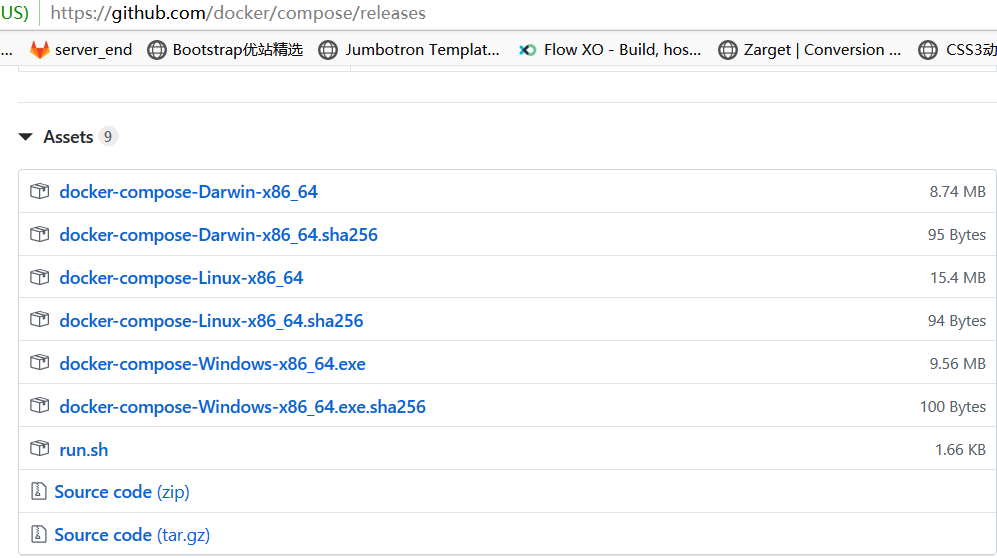 US) https://github.com/docker/compose/releases
... server_end Bootstrap优站精选 Jumbotron Templat... Flow XO - Build, hos... Zarget | Conversion ... CSS3动
Assets 9
docker-compose-Darwin-x86_64 8.74 MB
docker-compose-Darwin-x86_64.sha256 95 Bytes
docker-compose-Linux-x86_64 15.4 MB
docker-compose-Linux-x86_64.sha256 94 Bytes
docker-compose-Windows-x86_64.exe 9.56 MB
docker-compose-Windows-x86_64.exe.sha256 100 Bytes
run.sh 1.66 KB
Source code (zip)
Source code (tar.gz)